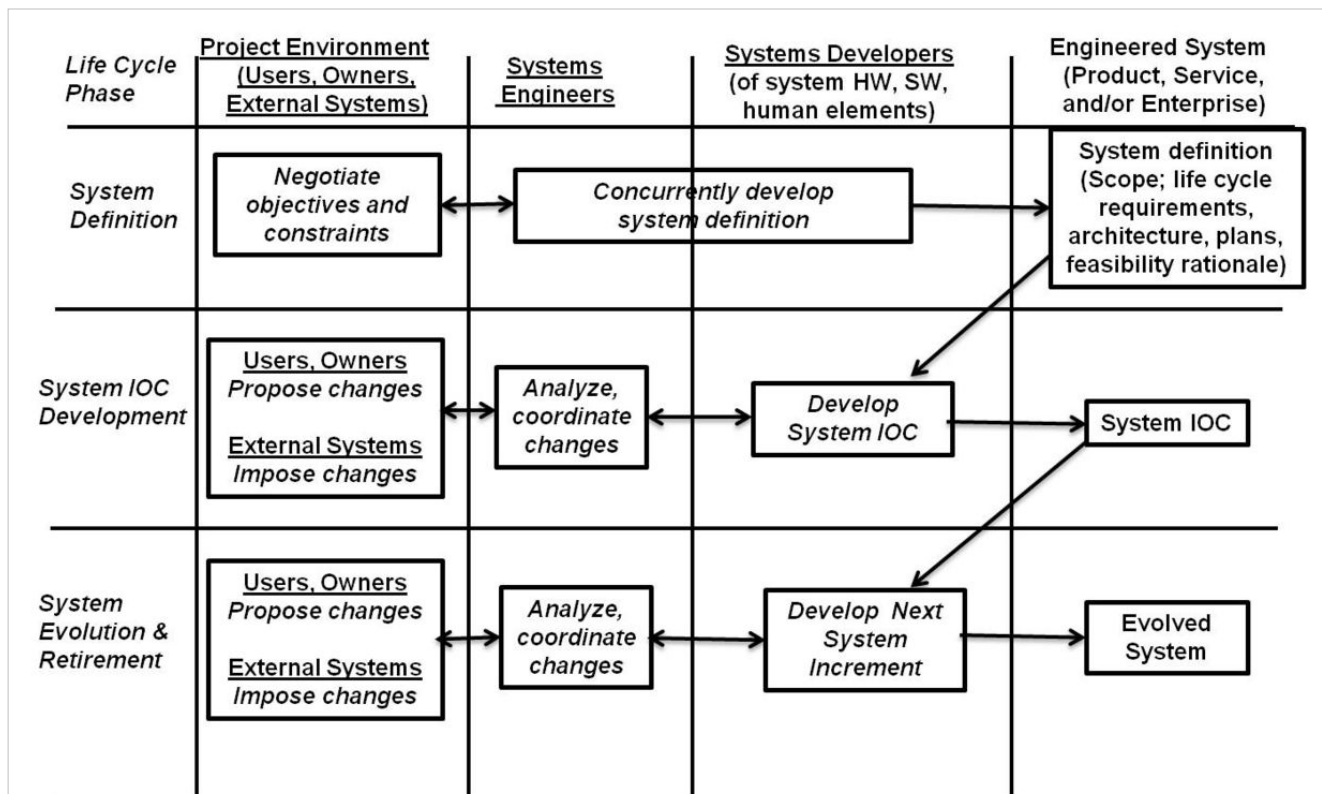 Life Cycle
Phase
Project Environment
(Users, Owners,
External Systems)
Systems
Engineers
Systems Developers
(of system HW, SW,
human elements)
Engineered System
(Product, Service,
and/or Enterprise)
System
Definition
Negotiate
objectives and
constraints
Concurrently develop
system definition
System definition
(Scope; life cycle
requirements,
architecture, plans,
feasibility rationale)
System IOC
Development
Users, Owners
Propose changes
External Systems
Impose changes
Analyze,
coordinate
changes
Develop
System IOC
System IOC
System
Evolution &
Retirement
Users, Owners
Propose changes
External Systems
Impose changes
Analyze,
coordinate
changes
Develop Next
System
Increment
Evolved
System